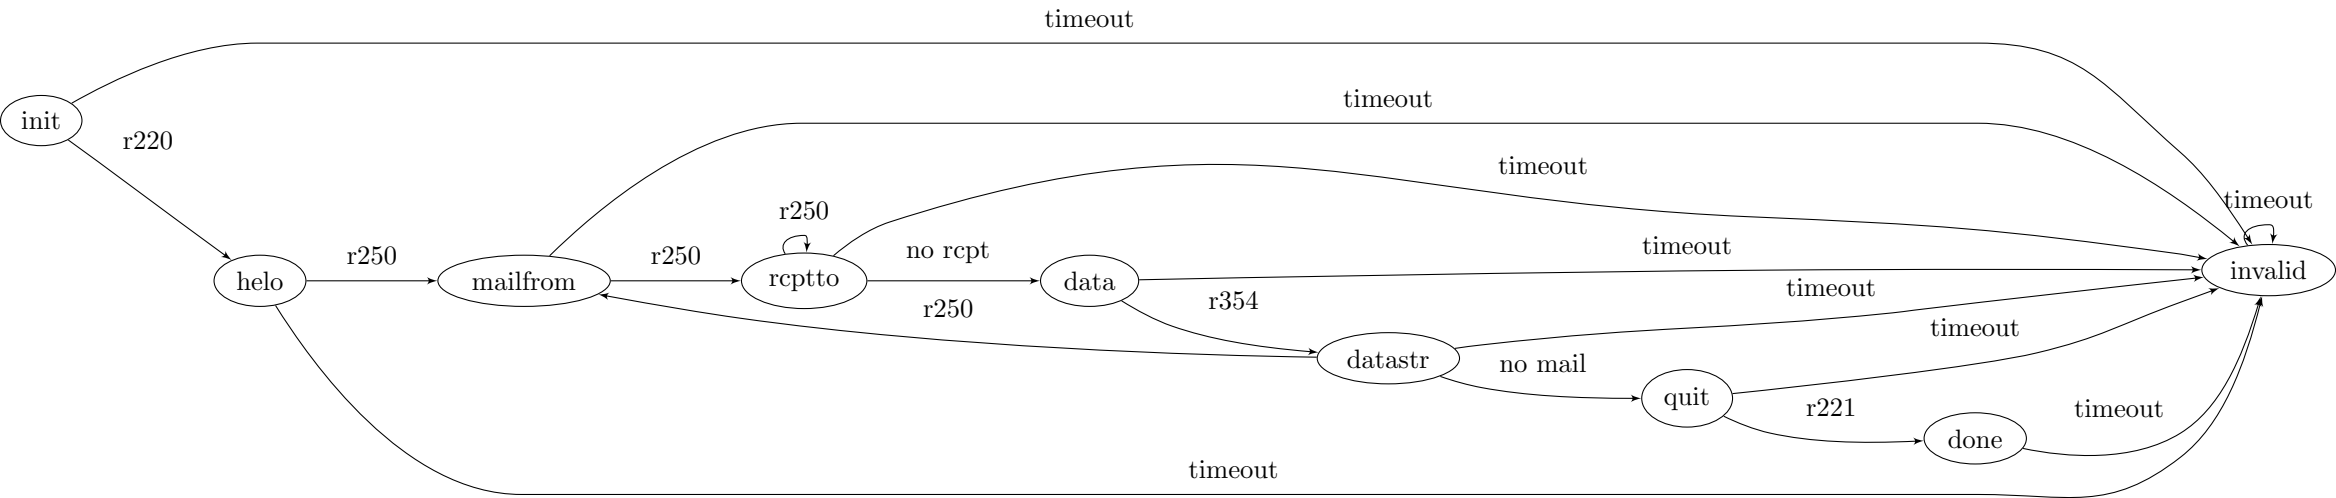 timeout
timeout
init
r220
timeout
timeout
r250
r250
r250
no rcpt
timeout
helo
mailfrom
rcptto
data
invalid
timeout
r250
r354
timeout
datastr
no mail
quit
r221
timeout
done
timeout